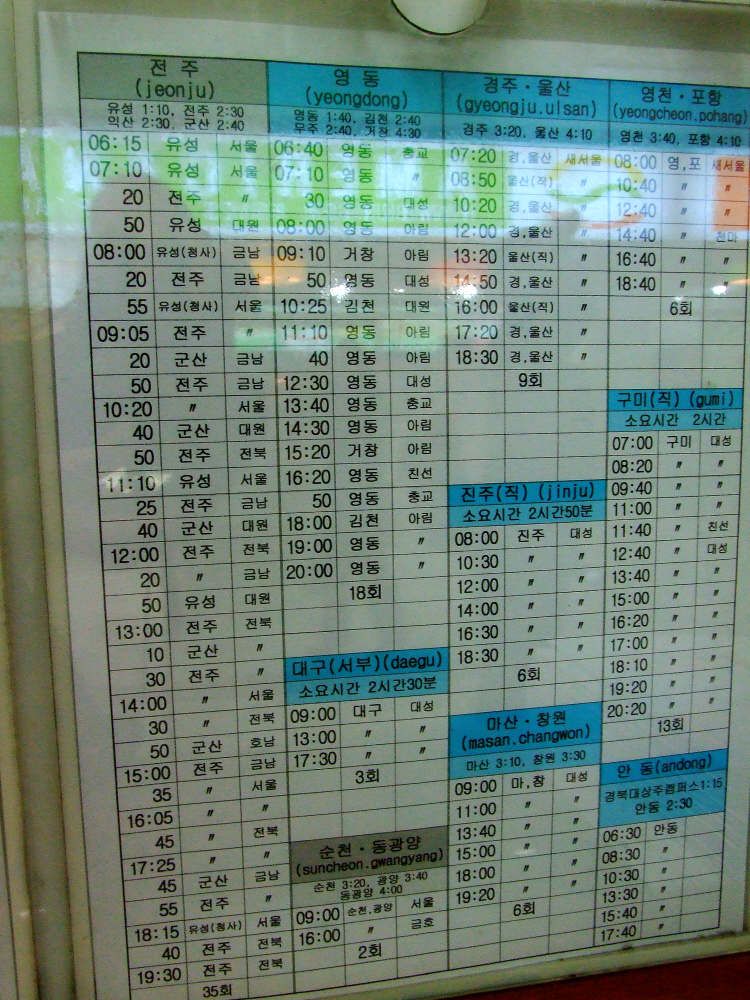 전 주
(jeonju)
유성 1:10, 전주 2:30
익산 2:30, 군산 2:40
06:15 유성 서울
07:10 유성 서울
20 전주 〃
50 유성 대원
08:00 유성(청사) 금남
20 전주 금남
55 유성(청사) 서울
09:05 전주 〃
20 군산 금남
50 전주 금남
10:20 〃 서울
40 군산 대원
50 전주 전북
11:10 유성 서울
25 전주 금남
40 군산 대원
12:00 전주 전북
20 〃 금남
50 유성 대원
13:00 전주 전북
10 군산 〃
30 전주 〃
14:00 〃 서울
30 〃 전북
50 군산 호남
15:00 전주 금남
35 〃 서울
16:05 〃 〃
45 〃 전북
17:25 〃 〃
45 군산 금남
55 전주 〃
18:15 유성(청사) 서울
40 전주 전북
19:30 전주 전북
35회
영 동
(yeongdong)
영동 1:40, 김천 2:40
무주 2:40, 거창 4:30
06:40 영동 충교
07:10 영동 〃
30 영동 대성
08:00 영동 아림
09:10 거창 아림
50 영동 대성
10:25 김천 대원
11:10 영동 아림
40 영동 아림
12:30 영동 대성
13:40 영동 충교
14:30 영동 아림
15:20 거창 아림
16:20 영동 친선
50 영동 충교
18:00 김천 아림
19:00 영동 〃
20:00 영동 〃
18회
대구(서부)(daegu)
소요시간 2시간30분
09:00 대구 대성
13:00 〃 〃
17:30 〃 〃
3회
순천·동광양
(suncheon.gwangyang)
순천 3:20, 광양 3:40
동광양 4:00
09:00 순천.광양 서울
16:00 〃 금호
2회
경주·울산
(gyeongju.ulsan)
경주 3:20, 울산 4:10
07:20 경,울산 새서울
08:50 울산(직) 〃
10:20 경,울산 〃
12:00 경,울산 〃
13:20 울산(직) 〃
14:50 경,울산 〃
16:00 울산(직) 〃
17:20 경,울산 〃
18:30 경,울산 〃
9회
진주(직) (jinju)
소요시간 2시간50분
08:00 진주 대성
10:30 〃 〃
12:00 〃 〃
14:00 〃 〃
16:30 〃 〃
18:30 〃 〃
6회
마산·창원
(masan.changwon)
마산 3:10, 창원 3:30
09:00 마,창 대성
11:00 〃 〃
13:40 〃 〃
15:00 〃 〃
18:00 〃 〃
19:20 〃 〃
6회
영천·포항
(yeongcheon.pohang)
영천 3:40, 포항 4:10
08:00 영,포 새서울
10:40 〃 〃
12:40 〃 〃
14:40 〃 천마
16:40 〃 〃
18:40 〃 〃
6회
구미(직) (gumi)
소요시간 2시간
07:00 구미 대성
08:20 〃 〃
09:40 〃 〃
11:00 〃 〃
11:40 〃 친선
12:40 〃 대성
13:40 〃 〃
15:00 〃 〃
16:20 〃 〃
17:00 〃 〃
18:10 〃 〃
19:20 〃 〃
20:20 〃 〃
13회
안 동(andong)
경북대상주캠퍼스1:15
안동 2:30
06:30 안동
08:30 〃
10:30 〃
13:30 〃
15:40 〃
17:40 〃